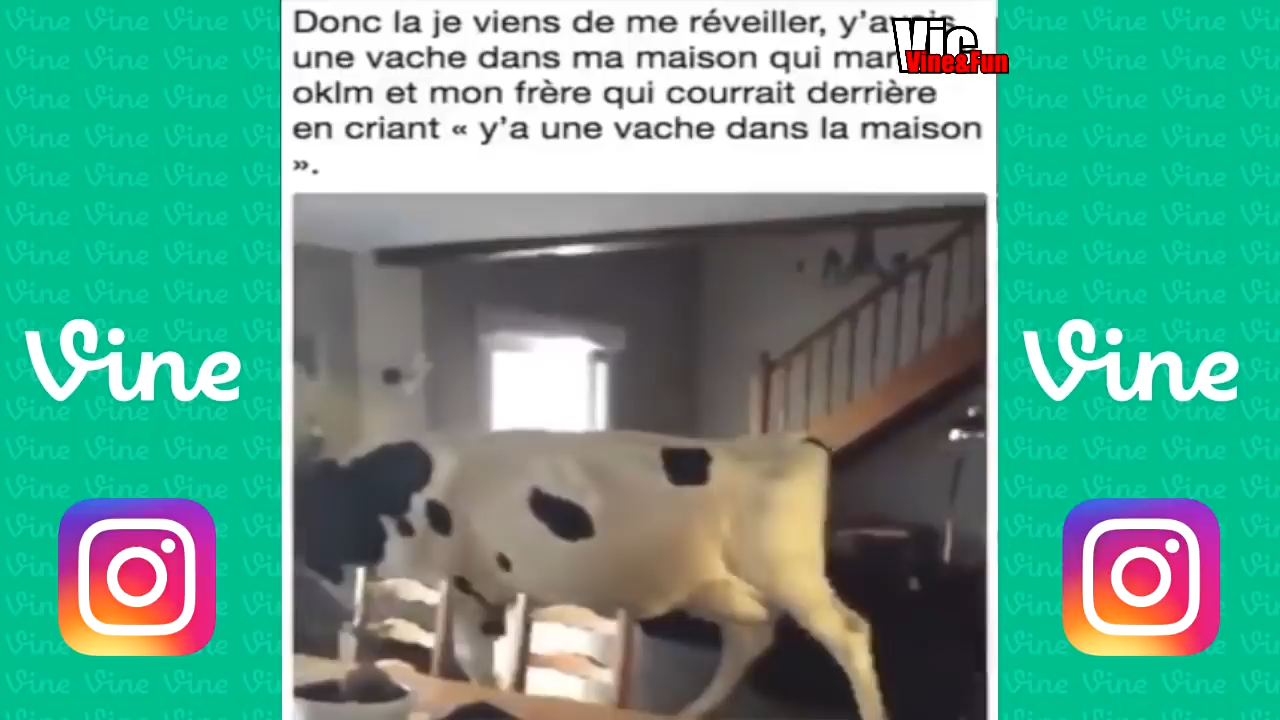 Donc la je viens de me réveiller, y'avais
une vache dans ma maison qui mar
oklm et mon frère qui courrait derrière
en criant « y'a une vache dans la maison
».
Vic
Vine&Fun
Vine
Vine